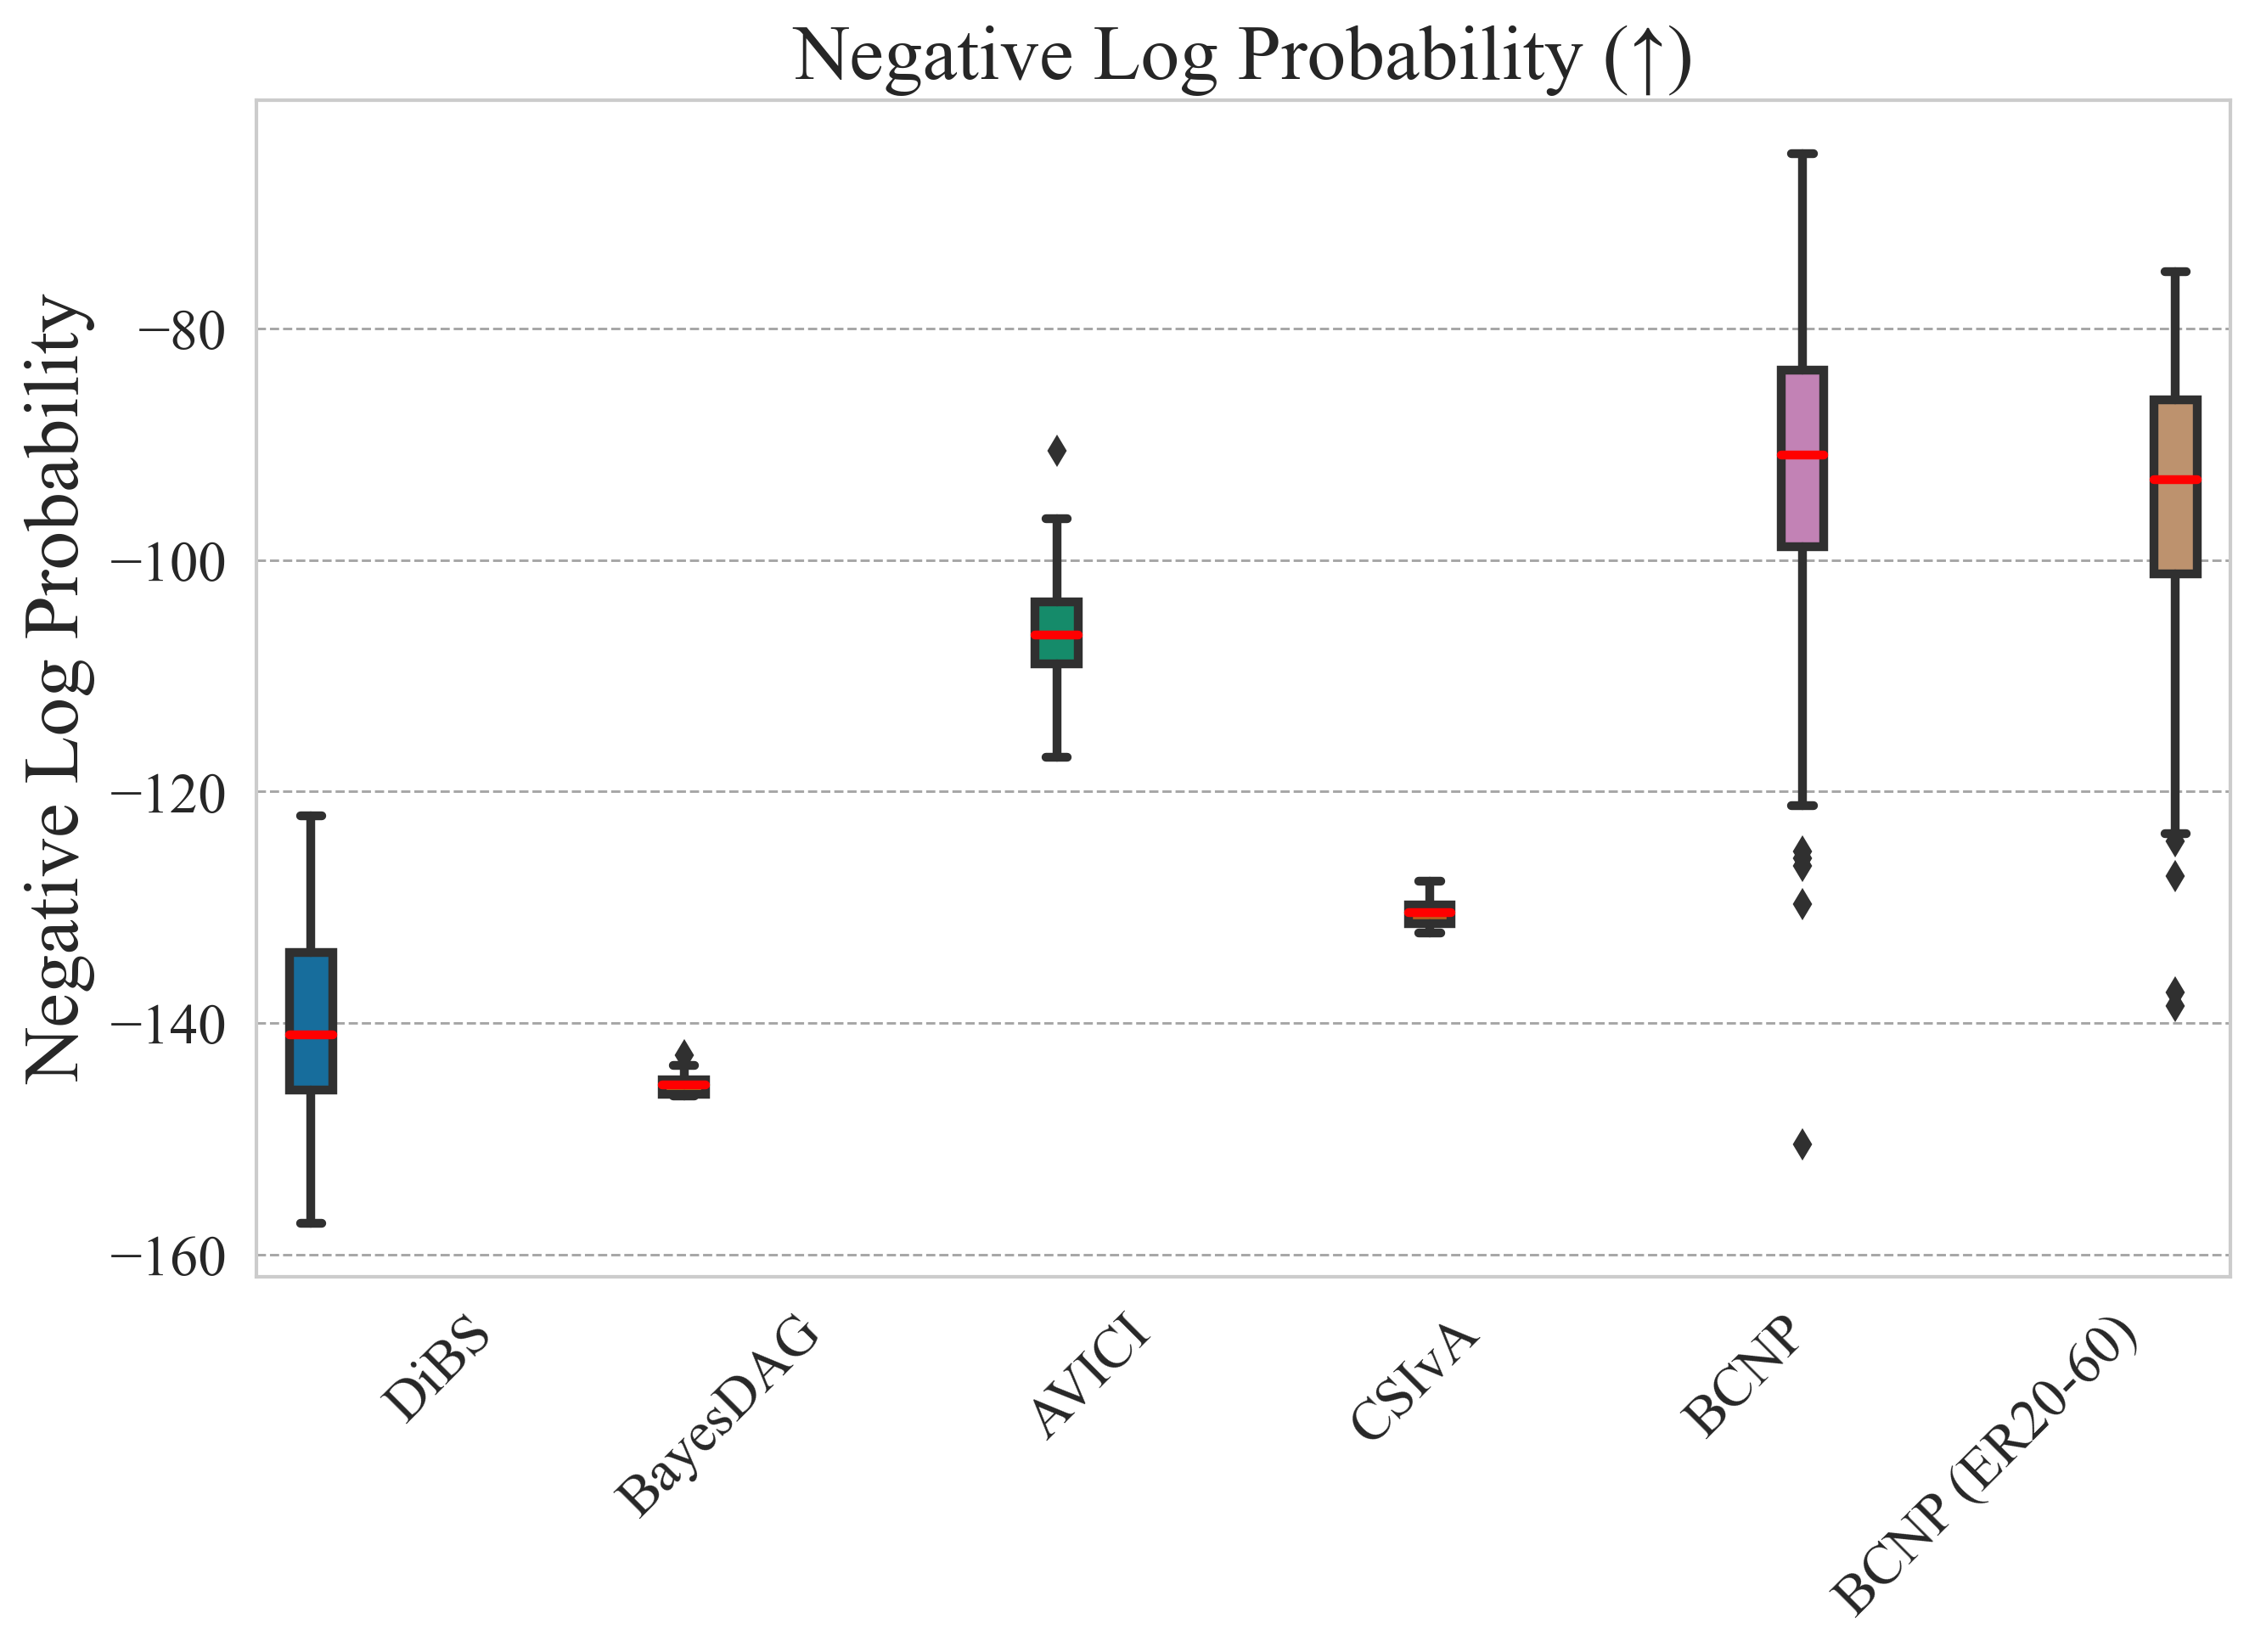 Negative Log Probability (↑)
Negative Log Probability
−80
−100
−120
−140
−160
DiBS
BayesDAG
AVICI
CSIvA
BCNP
BCNP (ER20-60)